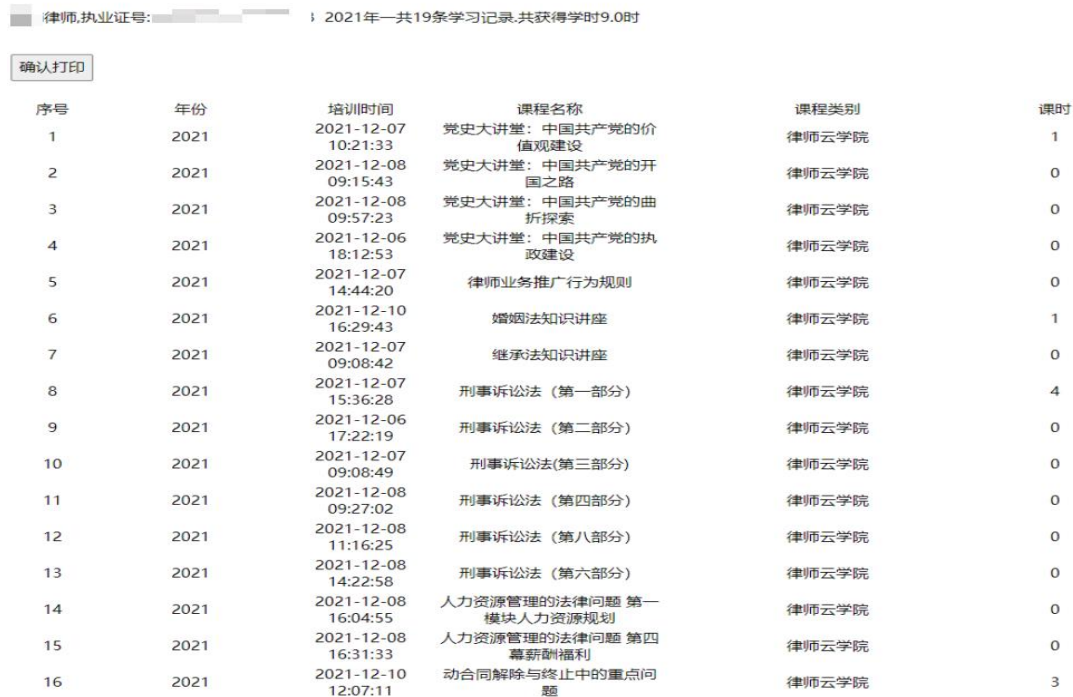 律师,执业证号: 2021年一共19条学习记录.共获得学时9.0时
确认打印
序号 年份 培训时间 课程名称 课程类别 课时
1 2021 2021-12-07 10:21:33 党史大讲堂：中国共产党的价值观建设 律师云学院 1
2 2021 2021-12-08 09:15:43 党史大讲堂：中国共产党的开国之路 律师云学院 0
3 2021 2021-12-08 09:57:23 党史大讲堂：中国共产党的曲折探索 律师云学院 0
4 2021 2021-12-06 18:12:53 党史大讲堂：中国共产党的执政建设 律师云学院 0
5 2021 2021-12-07 14:44:20 律师业务推广行为规则 律师云学院 0
6 2021 2021-12-10 16:29:43 婚姻法知识讲座 律师云学院 1
7 2021 2021-12-07 09:08:42 继承法知识讲座 律师云学院 0
8 2021 2021-12-07 15:36:28 刑事诉讼法（第一部分） 律师云学院 4
9 2021 2021-12-06 17:22:19 刑事诉讼法（第二部分） 律师云学院 0
10 2021 2021-12-07 09:08:49 刑事诉讼法(第三部分) 律师云学院 0
11 2021 2021-12-08 09:27:02 刑事诉讼法（第四部分） 律师云学院 0
12 2021 2021-12-08 11:16:25 刑事诉讼法（第八部分） 律师云学院 0
13 2021 2021-12-08 14:22:58 刑事诉讼法（第六部分） 律师云学院 0
14 2021 2021-12-08 16:04:55 人力资源管理的法律问题 第一模块人力资源规划 律师云学院 0
15 2021 2021-12-08 16:31:33 人力资源管理的法律问题 第四幕薪酬福利 律师云学院 0
16 2021 2021-12-10 12:07:11 动合同解除与终止中的重点问题 律师云学院 3